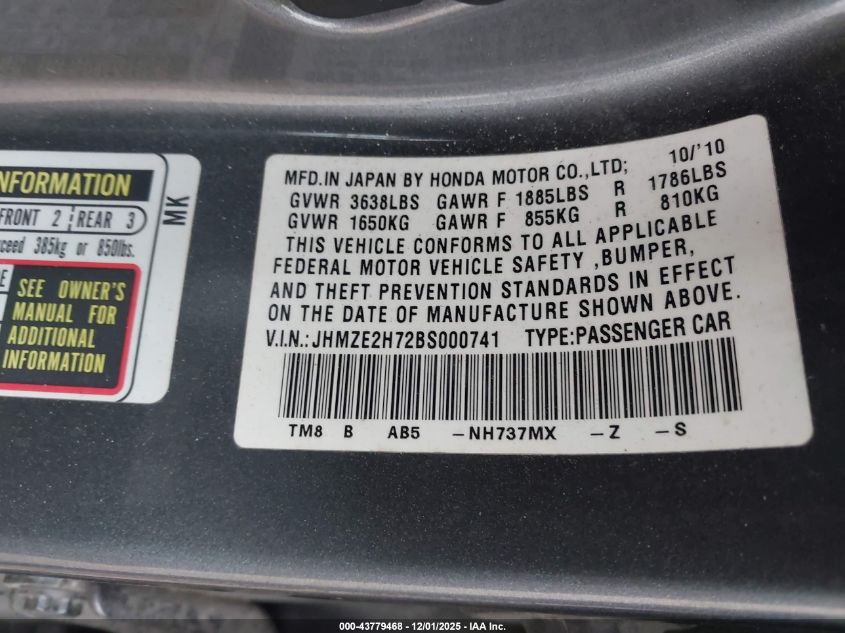 NFORMATION
FRONT 2 REAR 3
ceed 385kg or 850lbs.
E SEE OWNER'S
MANUAL FOR
ADDITIONAL
INFORMATION
MK
MFD.IN JAPAN BY HONDA MOTOR CO.,LTD; 10/'10
GVWR 3638LBS GAWR F 1885LBS R 1786LBS
GVWR 1650KG GAWR F 855KG R 810KG
THIS VEHICLE CONFORMS TO ALL APPLICABLE
FEDERAL MOTOR VEHICLE SAFETY ,BUMPER,
AND THEFT PREVENTION STANDARDS IN EFFECT
ON THE DATE OF MANUFACTURE SHOWN ABOVE.
V.I.N.:JHMZE2H72BS000741 TYPE:PASSENGER CAR
TM8 B AB5 -NH737MX -Z -S
000-43779468 - 12/01/2025 - IAA Inc.